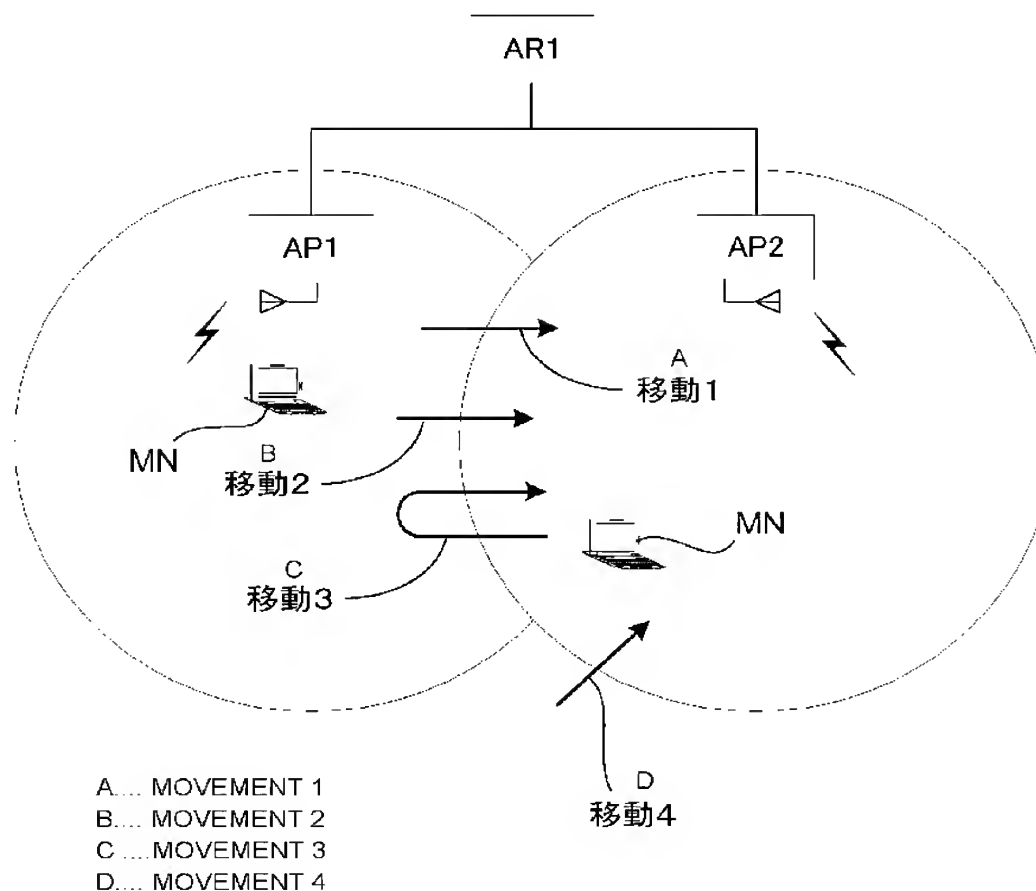 AR1
AP1
AP2
A
移動1
MN
B
移動2
MN
C
移動3
D
移動4
A.... MOVEMENT 1
B.... MOVEMENT 2
C ....MOVEMENT 3
D.... MOVEMENT 4